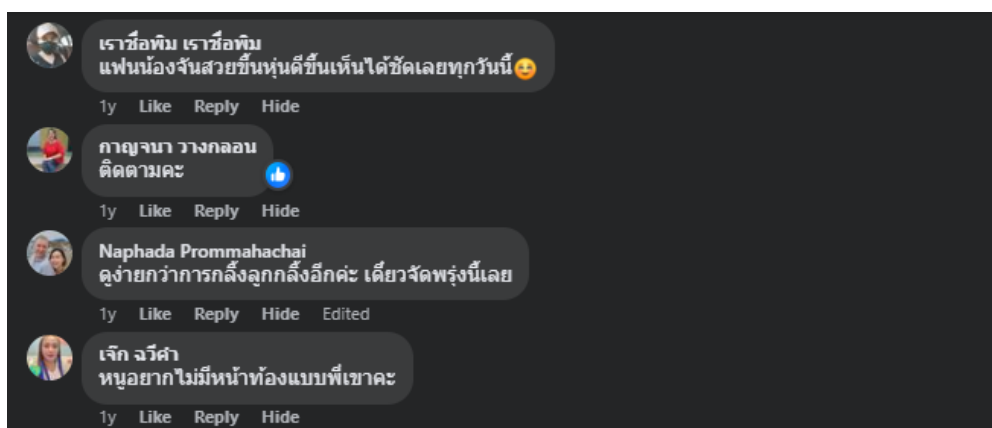 เราชื่อพิม เราชื่อพิม
แฟนน้องจันสวยขึ้นหุ่นดีขึ้นเห็นได้ชัดเลยทุกวันนี้😊
1y Like Reply Hide
กาญจนา วางกลอน
ติดตามคะ
1y Like Reply Hide
Naphada Prommahachai
ดูง่ายกว่าการกลิ้งลูกกลิ้งอีกค่ะ เดี๋ยวจัดพรุ่งนี้เลย
1y Like Reply Hide Edited
เจ๊ก ฉวีคำ
หนูอยากไม่มีหน้าท้องแบบพี่เขาคะ
1y Like Reply Hide